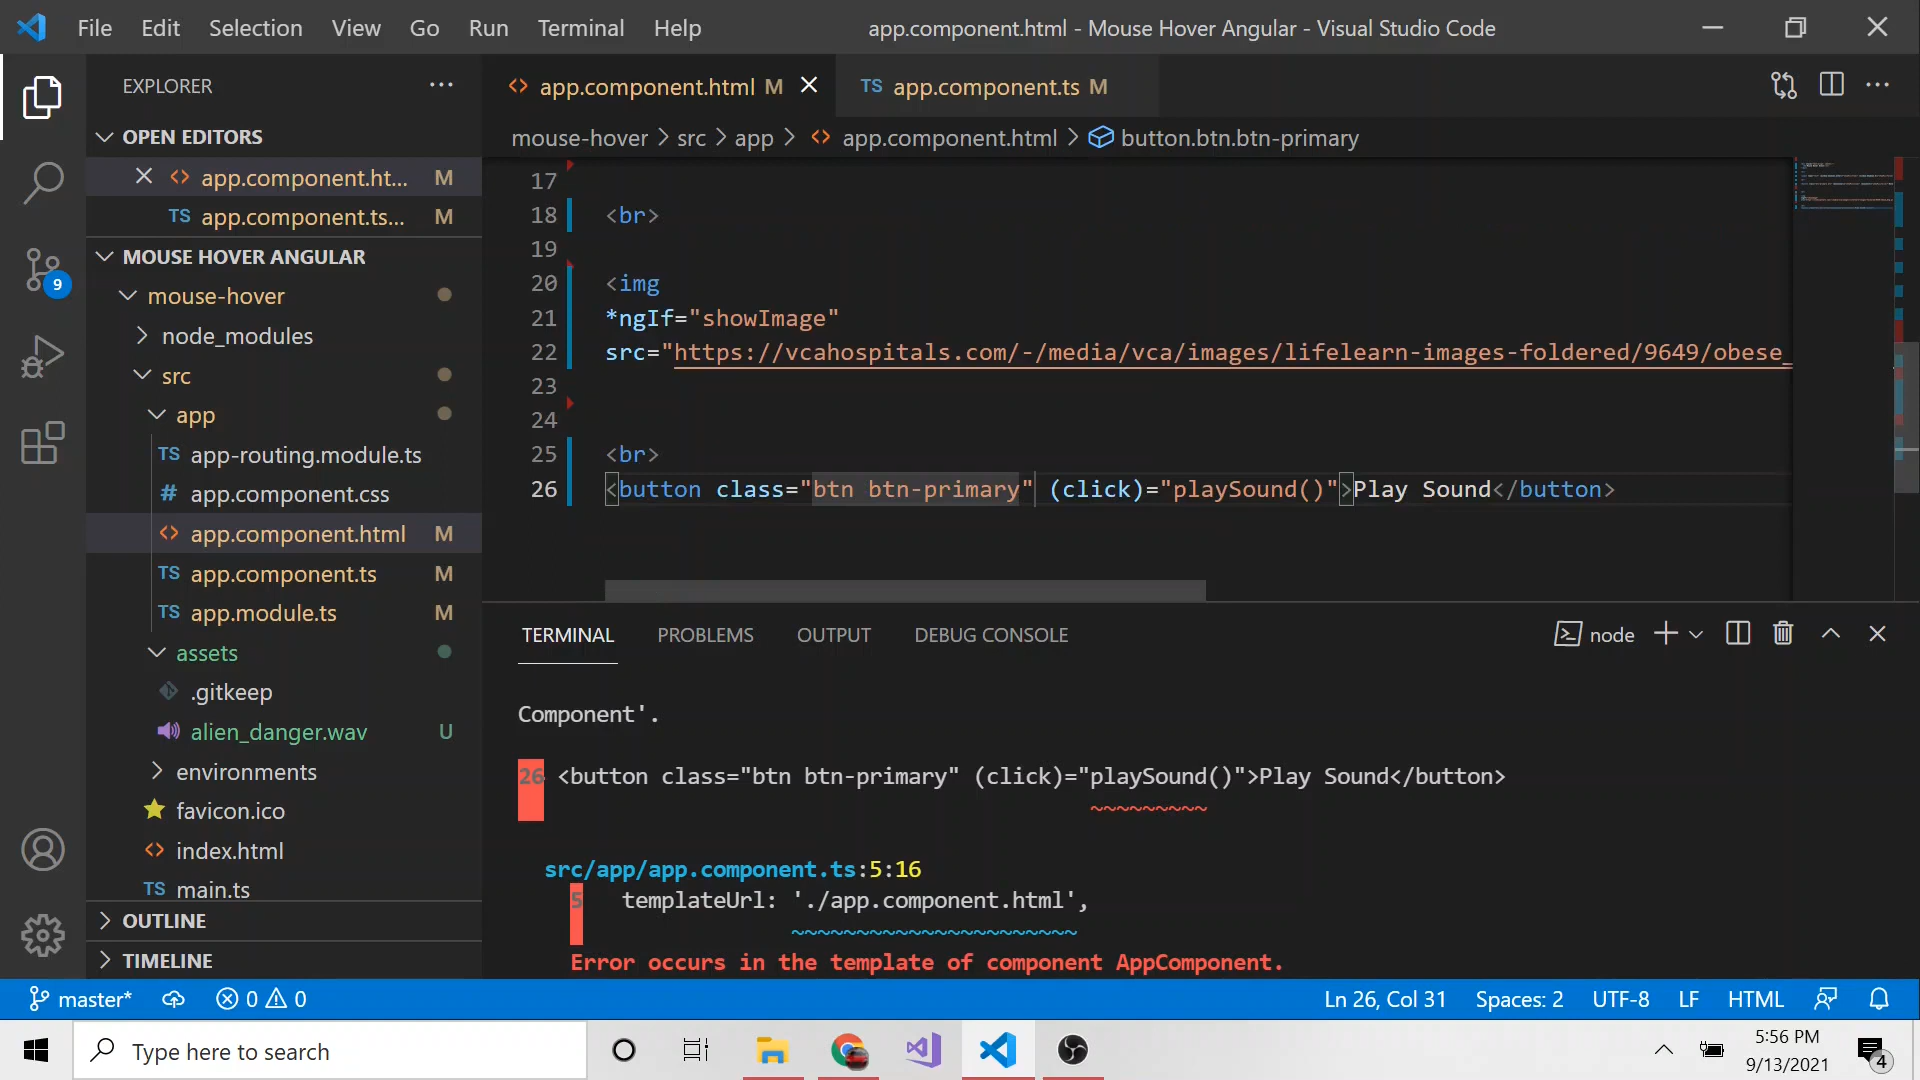 File Edit Selection View Go Run Terminal Help
app.component.html - Mouse Hover Angular - Visual Studio Code
EXPLORER
OPEN EDITORS
app.component.ht... M
TS app.component.ts... M
MOUSE HOVER ANGULAR
mouse-hover
node_modules
src
app
TS app-routing.module.ts
# app.component.css
<> app.component.html M
TS app.component.ts M
TS app.module.ts M
assets
.gitkeep
alien_danger.wav U
environments
favicon.ico
<> index.html
TS main.ts
OUTLINE
TIMELINE
9
<> app.component.html M
TS app.component.ts M
mouse-hover > src > app > <> app.component.html > button.btn.btn-primary
17
18 <br>
19
20 <img
21 *ngIf="showImage"
22 src="https://vcahospitals.com/-/media/vca/images/lifelearn-images-foldered/9649/obese_
23
24
25 <br>
26 <button class="btn btn-primary" (click)="playSound()">Play Sound</button>
TERMINAL PROBLEMS OUTPUT DEBUG CONSOLE
node
Component'.
26 <button class="btn btn-primary" (click)="playSound()">Play Sound</button>
~~~~~~~~~
src/app/app.component.ts:5:16
5 templateUrl: './app.component.html',
~~~~~~~~~~~~~~~~~~~~~~
Error occurs in the template of component AppComponent.
master* 0 0
Ln 26, Col 31 Spaces: 2 UTF-8 LF HTML
Type here to search
5:56 PM
9/13/2021
4